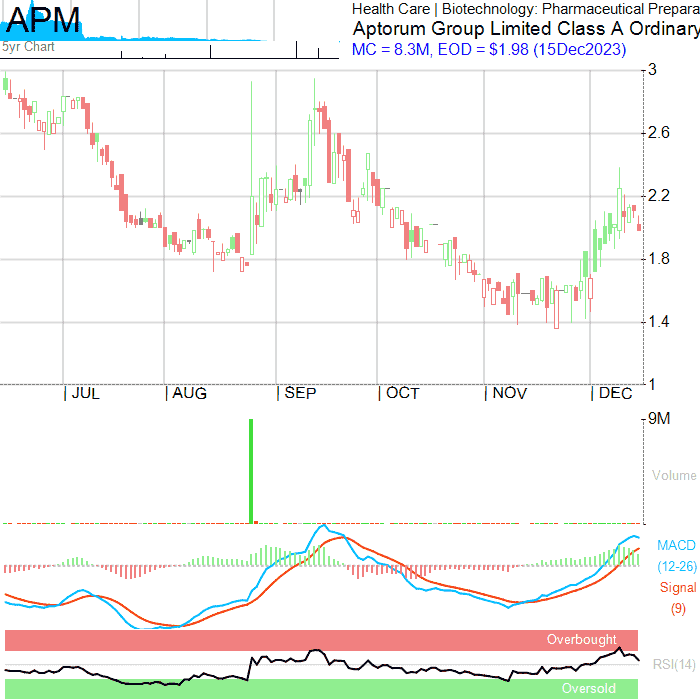 APM
Health Care | Biotechnology: Pharmaceutical Prepara
Aptorum Group Limited Class A Ordinary
MC = 8.3M, EOD = $1.98 (15Dec2023)
5yr Chart
3
2.6
2.2
1.8
1.4
1
JUL AUG SEP OCT NOV DEC
9M
Volume
MACD
(12-26)
Signal
(9)
Overbought
RSI(14)
Oversold